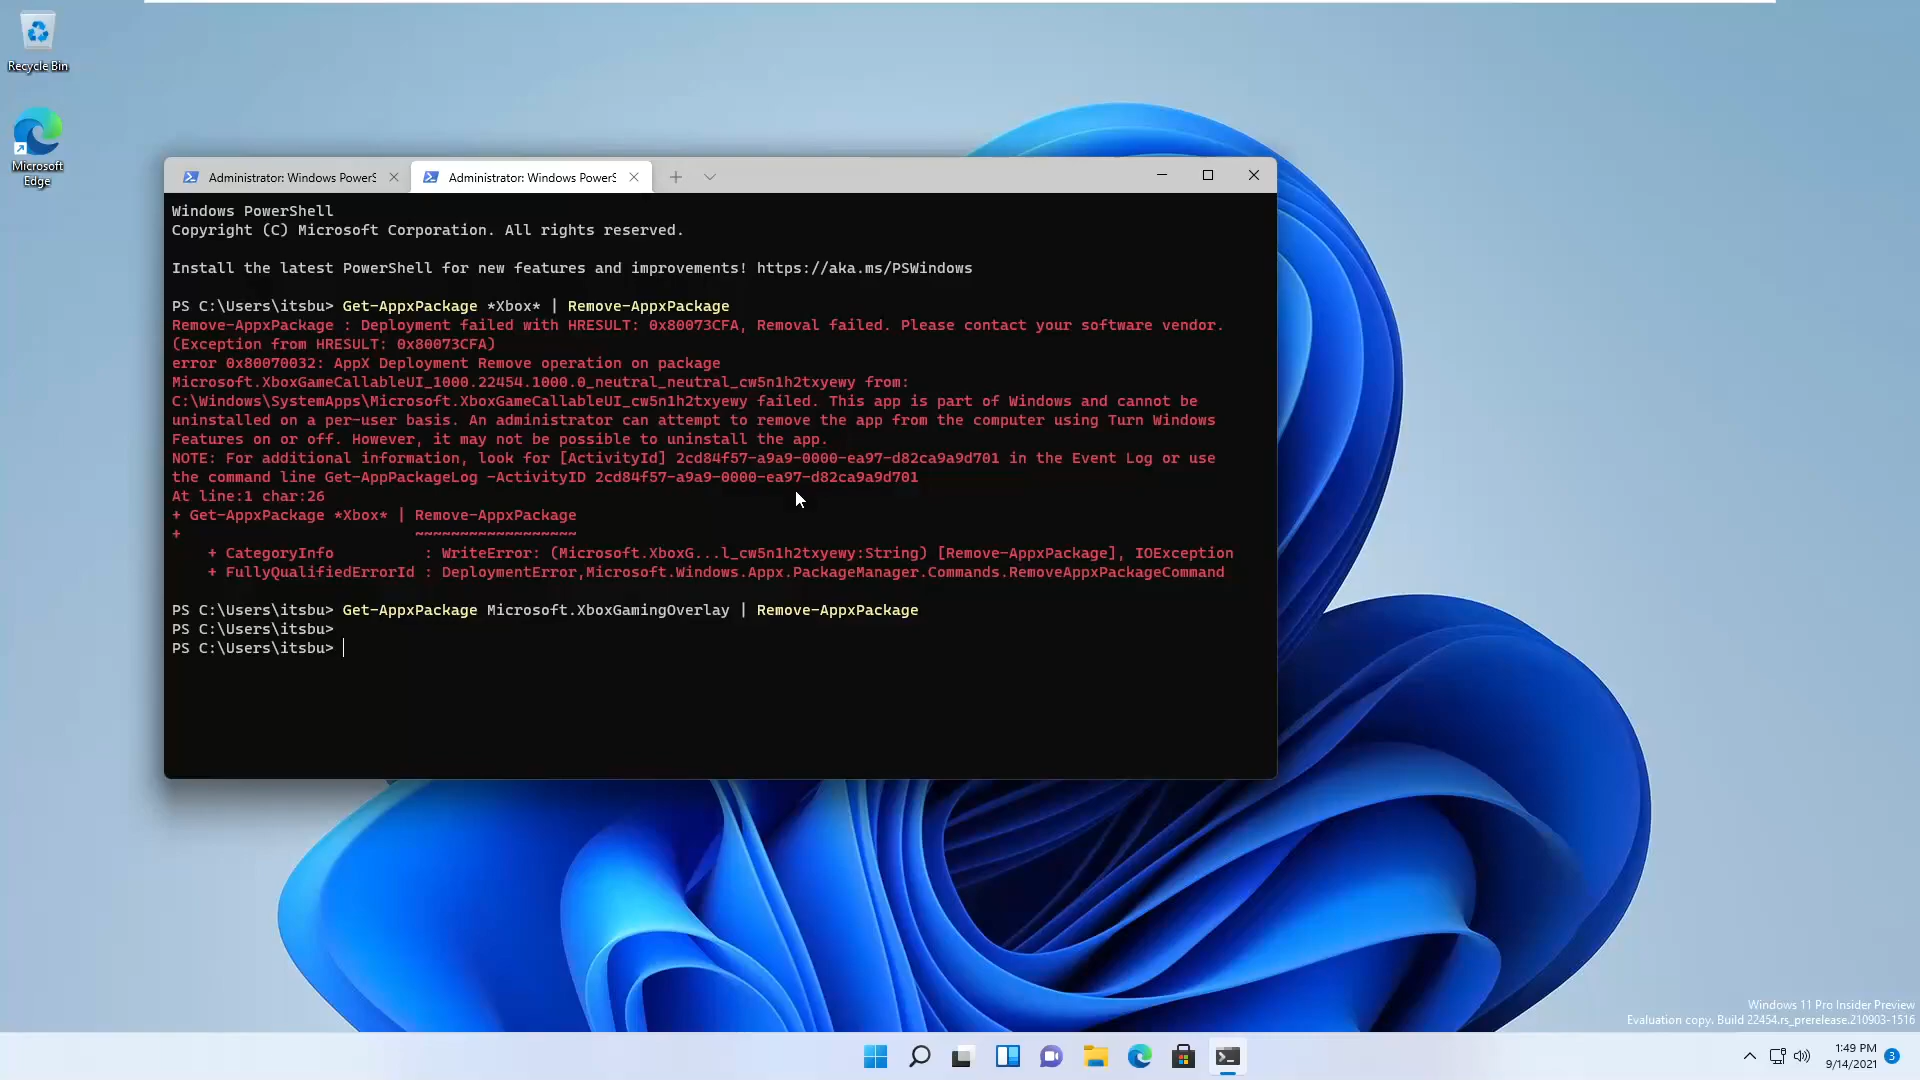 Recycle Bin
Microsoft
Edge
Administrator: Windows PowerS
Administrator: Windows PowerS
Windows PowerShell
Copyright (C) Microsoft Corporation. All rights reserved.
Install the latest PowerShell for new features and improvements! https://aka.ms/PSWindows
PS C:\Users\itsbu> Get-AppxPackage *Xbox* | Remove-AppxPackage
Remove-AppxPackage : Deployment failed with HRESULT: 0x80073CFA, Removal failed. Please contact your software vendor.
(Exception from HRESULT: 0x80073CFA)
error 0x80070032: AppX Deployment Remove operation on package
Microsoft.XboxGameCallableUI_1000.22454.1000.0_neutral_neutral_cw5n1h2txyewy from:
C:\Windows\SystemApps\Microsoft.XboxGameCallableUI_cw5n1h2txyewy failed. This app is part of Windows and cannot be
uninstalled on a per-user basis. An administrator can attempt to remove the app from the computer using Turn Windows
Features on or off. However, it may not be possible to uninstall the app.
NOTE: For additional information, look for [ActivityId] 2cd84f57-a9a9-0000-ea97-d82ca9a9d701 in the Event Log or use
the command line Get-AppPackageLog -ActivityID 2cd84f57-a9a9-0000-ea97-d82ca9a9d701
At line:1 char:26
+ Get-AppxPackage *Xbox* | Remove-AppxPackage
+                          ~~~~~~~~~~~~~~~~~~
    + CategoryInfo          : WriteError: (Microsoft.XboxG...l_cw5n1h2txyewy:String) [Remove-AppxPackage], IOException
    + FullyQualifiedErrorId : DeploymentError,Microsoft.Windows.Appx.PackageManager.Commands.RemoveAppxPackageCommand
PS C:\Users\itsbu> Get-AppxPackage Microsoft.XboxGamingOverlay | Remove-AppxPackage
PS C:\Users\itsbu>
PS C:\Users\itsbu>
Windows 11 Pro Insider Preview
Evaluation copy. Build 22454.rs_prerelease.210903-1516
1:49 PM
9/14/2021
3